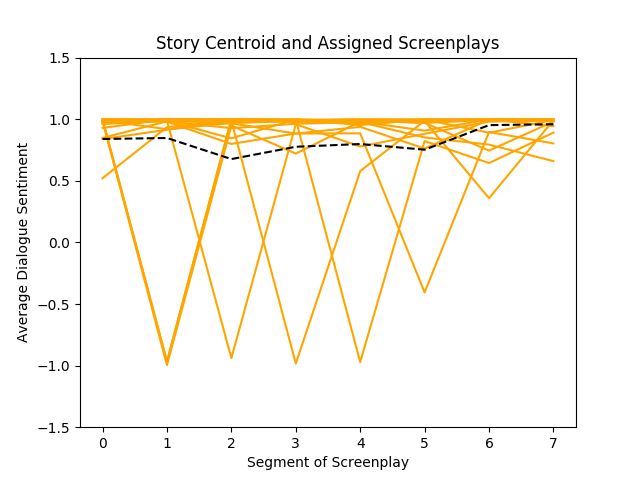 Story Centroid and Assigned Screenplays
1.5
1.0
0.5
0.0
−0.5
−1.0
−1.5
Average Dialogue Sentiment
0 1 2 3 4 5 6 7
Segment of Screenplay